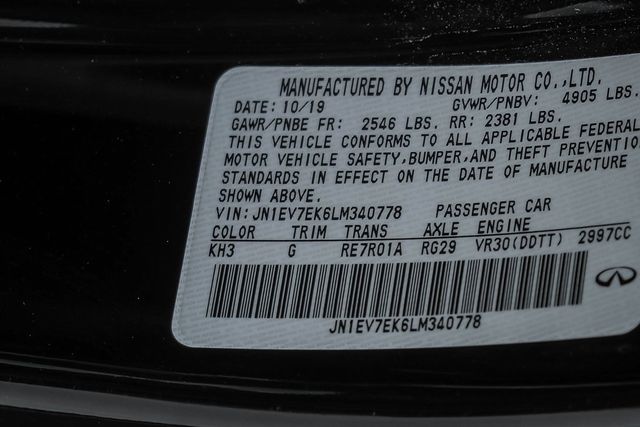 MANUFACTURED BY NISSAN MOTOR CO.,LTD.
DATE: 10/19 GVWR/PNBV: 4905 LBS.
GAWR/PNBE FR: 2546 LBS. RR: 2381 LBS.
THIS VEHICLE CONFORMS TO ALL APPLICABLE FEDERAL
MOTOR VEHICLE SAFETY,BUMPER,AND THEFT PREVENTIO
STANDARDS IN EFFECT ON THE DATE OF MANUFACTURE
SHOWN ABOVE.
VIN:JN1EV7EK6LM340778 PASSENGER CAR
COLOR TRIM TRANS AXLE ENGINE
KH3 G RE7R01A RG29 VR30(DDTT) 2997CC
JN1EV7EK6LM340778